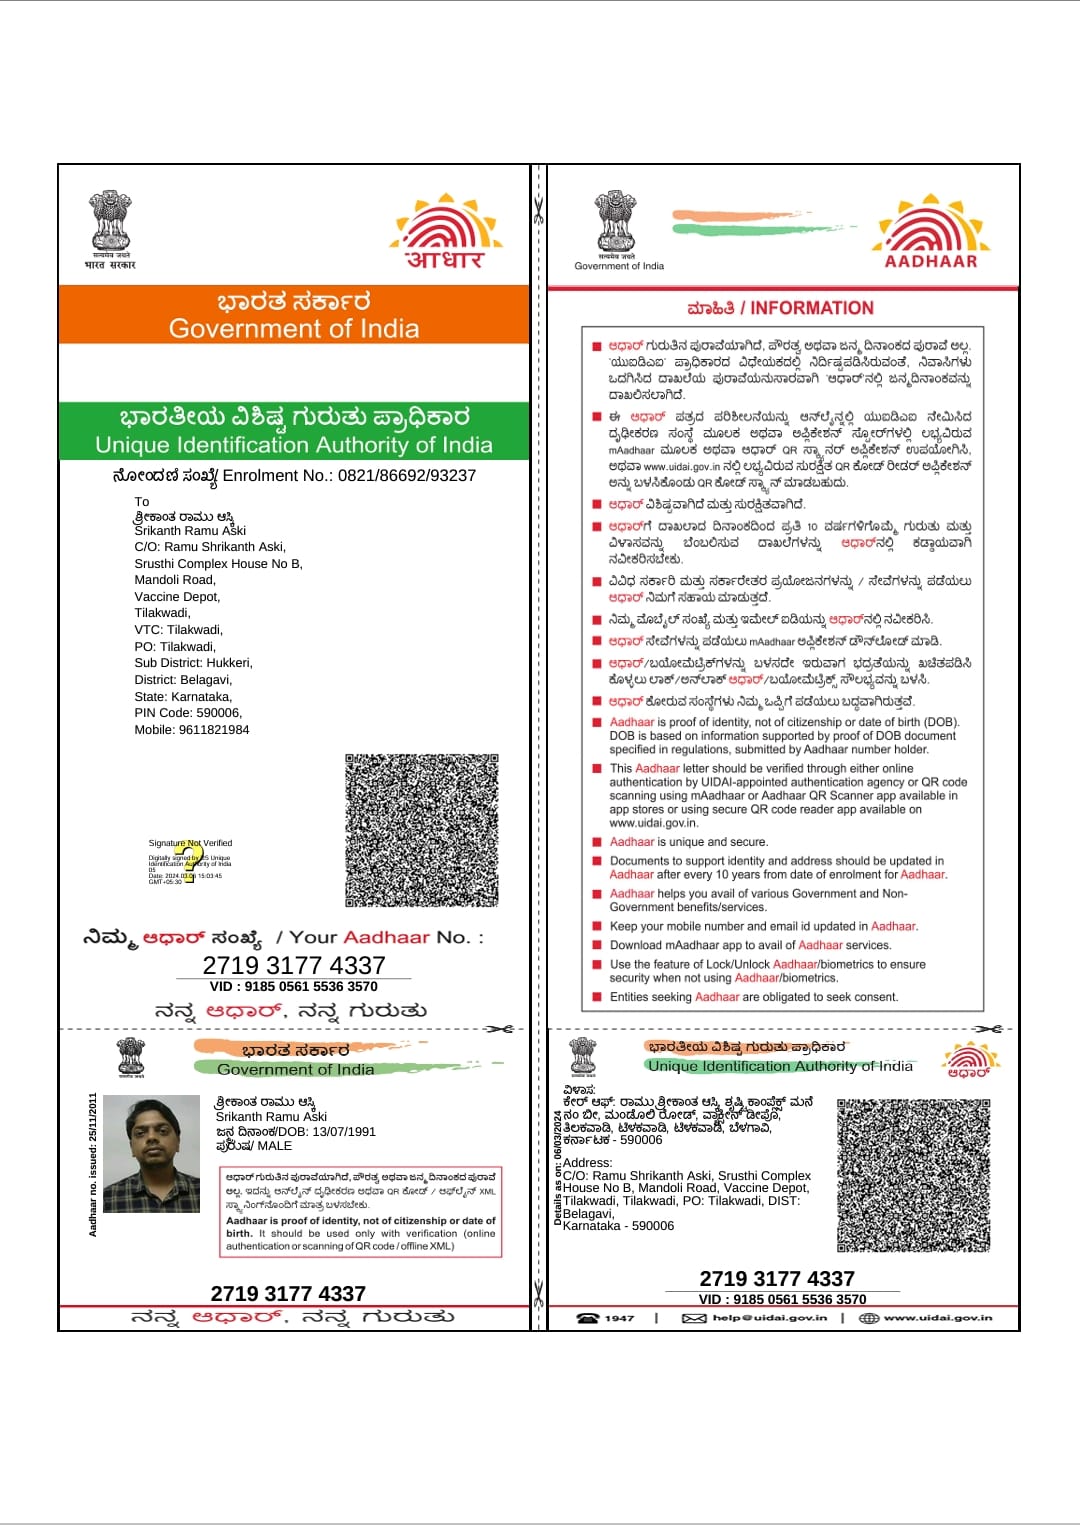 सत्यमेव जयते
भारत सरकार
आधार
ಭಾರತ ಸರ್ಕಾರ
Government of India
ಭಾರತೀಯ ವಿಶಿಷ್ಟ ಗುರುತು ಪ್ರಾಧಿಕಾರ
Unique Identification Authority of India
ನೋಂದಣಿ ಸಂಖ್ಯೆ/ Enrolment No.: 0821/86692/93237
To
ಶ್ರೀಕಾಂತ ರಾಮು ಆಸ್ಕಿ
Srikanth Ramu Aski
C/O: Ramu Shrikanth Aski,
Srusthi Complex House No B,
Mandoli Road,
Vaccine Depot,
Tilakwadi,
VTC: Tilakwadi,
PO: Tilakwadi,
Sub District: Hukkeri,
District: Belagavi,
State: Karnataka,
PIN Code: 590006,
Mobile: 9611821984
Signature Not Verified
Digitally signed by DS Unique
Identification Authority of India
05
Date: 2024.03.06 15:03:45
GMT+05:30
ನಿಮ್ಮ ಆಧಾರ್ ಸಂಖ್ಯೆ / Your Aadhaar No. :
2719 3177 4337
VID : 9185 0561 5536 3570
ನನ್ನ ಆಧಾರ್, ನನ್ನ ಗುರುತು
सत्यमेव जयते
ಭಾರತ ಸರ್ಕಾರ
Government of India
Aadhaar no. issued: 25/11/2011
ಶ್ರೀಕಾಂತ ರಾಮು ಆಸ್ಕಿ
Srikanth Ramu Aski
ಜನ್ಮ ದಿನಾಂಕ/DOB: 13/07/1991
ಪುರುಷ/ MALE
ಆಧಾರ್ ಗುರುತಿನ ಪುರಾವೆಯಾಗಿದೆ, ಪೌರತ್ವ ಅಥವಾ ಜನ್ಮ ದಿನಾಂಕದ ಪುರಾವೆ
ಅಲ್ಲ. ಇದನ್ನು ಆನ್‌ಲೈನ್ ದೃಢೀಕರಣ ಅಥವಾ QR ಕೋಡ್ / ಆಫ್‌ಲೈನ್ XML
ಸ್ಕ್ಯಾನಿಂಗ್‌ನೊಂದಿಗೆ ಮಾತ್ರ ಬಳಸಬೇಕು.
Aadhaar is proof of identity, not of citizenship or date of
birth. It should be used only with verification (online
authentication or scanning of QR code / offline XML)
2719 3177 4337
ನನ್ನ ಆಧಾರ್, ನನ್ನ ಗುರುತು
सत्यमेव जयते
Government of India
AADHAAR
ಮಾಹಿತಿ / INFORMATION
ಆಧಾರ್ ಗುರುತಿನ ಪುರಾವೆಯಾಗಿದೆ, ಪೌರತ್ವ ಅಥವಾ ಜನ್ಮ ದಿನಾಂಕದ ಪುರಾವೆ ಅಲ್ಲ.
'ಯುಐಡಿಎಐ' ಪ್ರಾಧಿಕಾರದ ವಿಧೇಯಕದಲ್ಲಿ ನಿರ್ದಿಷ್ಟಪಡಿಸಿರುವಂತೆ, ನಿವಾಸಿಗಳು
ಒದಗಿಸಿದ ದಾಖಲೆಯ ಪುರಾವೆಯನುಸಾರವಾಗಿ 'ಆಧಾರ್'ನಲ್ಲಿ ಜನ್ಮದಿನಾಂಕವನ್ನು
ದಾಖಲಿಸಲಾಗಿದೆ.
ಈ ಆಧಾರ್ ಪತ್ರದ ಪರಿಶೀಲನೆಯನ್ನು ಆನ್‌ಲೈನ್ನಲ್ಲಿ ಯುಐಡಿಎಐ ನೇಮಿಸಿದ
ದೃಢೀಕರಣ ಸಂಸ್ಥೆ ಮೂಲಕ ಅಥವಾ ಅಪ್ಲಿಕೇಶನ್ ಸ್ಟೋರ್‌ಗಳಲ್ಲಿ ಲಭ್ಯವಿರುವ
mAadhaar ಮೂಲಕ ಅಥವಾ ಆಧಾರ್ QR ಸ್ಕ್ಯಾನರ್ ಅಪ್ಲಿಕೇಶನ್ ಉಪಯೋಗಿಸಿ,
ಅಥವಾ www.uidai.gov.in ನಲ್ಲಿ ಲಭ್ಯವಿರುವ ಸುರಕ್ಷಿತ QR ಕೋಡ್ ರೀಡರ್ ಅಪ್ಲಿಕೇಶನ್
ಅನ್ನು ಬಳಸಿಕೊಂಡು QR ಕೋಡ್ ಸ್ಕ್ಯಾನ್ ಮಾಡಬಹುದು.
ಆಧಾರ್ ವಿಶಿಷ್ಟವಾಗಿದೆ ಮತ್ತು ಸುರಕ್ಷಿತವಾಗಿದೆ.
ಆಧಾರ್‌ಗೆ ದಾಖಲಾದ ದಿನಾಂಕದಿಂದ ಪ್ರತಿ 10 ವರ್ಷಗಳಿಗೊಮ್ಮೆ ಗುರುತು ಮತ್ತು
ವಿಳಾಸವನ್ನು ಬೆಂಬಲಿಸುವ ದಾಖಲೆಗಳನ್ನು ಆಧಾರ್‌ನಲ್ಲಿ ಕಡ್ಡಾಯವಾಗಿ
ನವೀಕರಿಸಬೇಕು.
ವಿವಿಧ ಸರ್ಕಾರಿ ಮತ್ತು ಸರ್ಕಾರೇತರ ಪ್ರಯೋಜನಗಳನ್ನು / ಸೇವೆಗಳನ್ನು ಪಡೆಯಲು
ಆಧಾರ್ ನಿಮಗೆ ಸಹಾಯ ಮಾಡುತ್ತದೆ.
ನಿಮ್ಮ ಮೊಬೈಲ್ ಸಂಖ್ಯೆ ಮತ್ತು ಇಮೇಲ್ ಐಡಿಯನ್ನು ಆಧಾರ್‌ನಲ್ಲಿ ನವೀಕರಿಸಿ.
ಆಧಾರ್ ಸೇವೆಗಳನ್ನು ಪಡೆಯಲು mAadhaar ಅಪ್ಲಿಕೇಶನ್ ಡೌನ್‌ಲೋಡ್ ಮಾಡಿ.
ಆಧಾರ್/ಬಯೋಮೆಟ್ರಿಕ್‌ಗಳನ್ನು ಬಳಸದೇ ಇರುವಾಗ ಭದ್ರತೆಯನ್ನು ಖಚಿತಪಡಿಸಿ
ಕೊಳ್ಳಲು ಲಾಕ್/ಅನ್‌ಲಾಕ್ ಆಧಾರ್/ಬಯೋಮೆಟ್ರಿಕ್ಸ್ ಸೌಲಭ್ಯವನ್ನು ಬಳಸಿ.
ಆಧಾರ್ ಕೋರುವ ಸಂಸ್ಥೆಗಳು ನಿಮ್ಮ ಒಪ್ಪಿಗೆ ಪಡೆಯಲು ಬದ್ಧವಾಗಿರುತ್ತವೆ.
Aadhaar is proof of identity, not of citizenship or date of birth (DOB).
DOB is based on information supported by proof of DOB document
specified in regulations, submitted by Aadhaar number holder.
This Aadhaar letter should be verified through either online
authentication by UIDAI-appointed authentication agency or QR code
scanning using mAadhaar or Aadhaar QR Scanner app available in
app stores or using secure QR code reader app available on
www.uidai.gov.in.
Aadhaar is unique and secure.
Documents to support identity and address should be updated in
Aadhaar after every 10 years from date of enrolment for Aadhaar.
Aadhaar helps you avail of various Government and Non-
Government benefits/services.
Keep your mobile number and email id updated in Aadhaar.
Download mAadhaar app to avail of Aadhaar services.
Use the feature of Lock/Unlock Aadhaar/biometrics to ensure
security when not using Aadhaar/biometrics.
Entities seeking Aadhaar are obligated to seek consent.
सत्यमेव जयते
ಭಾರತೀಯ ವಿಶಿಷ್ಟ ಗುರುತು ಪ್ರಾಧಿಕಾರ
Unique Identification Authority of India
ಆಧಾರ್
Details as on: 06/03/2024
ವಿಳಾಸ:
ಕೇರ್ ಆಫ್: ರಾಮು ಶ್ರೀಕಾಂತ ಆಸ್ಕಿ, ಶೃಷ್ಟಿ ಕಾಂಪ್ಲೆಕ್ಸ್ ಮನೆ
ನಂ ಬೀ, ಮಂಡೊಲಿ ರೋಡ್, ವ್ಯಾಕ್ಸೀನ್ ಡೀಪೊ,
ತಿಲಕವಾಡಿ, ಟಿಳಕವಾಡಿ, ಟಿಳಕವಾಡಿ, ಬೆಳಗಾವಿ,
ಕರ್ನಾಟಕ - 590006
Address:
C/O: Ramu Shrikanth Aski, Srusthi Complex
House No B, Mandoli Road, Vaccine Depot,
Tilakwadi, Tilakwadi, PO: Tilakwadi, DIST:
Belagavi,
Karnataka - 590006
2719 3177 4337
VID : 9185 0561 5536 3570
1947 | help@uidai.gov.in | www.uidai.gov.in